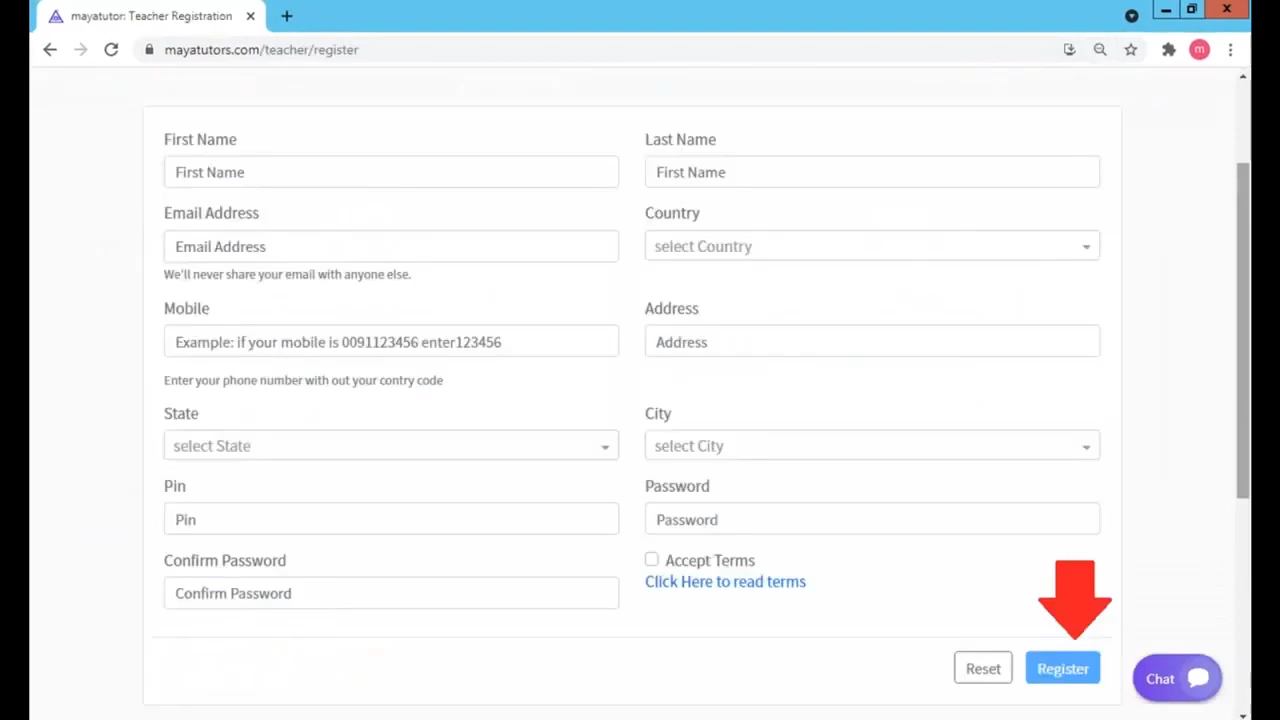 mayatutor: Teacher Registration
mayatutors.com/teacher/register
m
First Name
Last Name
First Name
First Name
Email Address
Country
Email Address
select Country
We'll never share your email with anyone else.
Mobile
Address
Example: if your mobile is 0091123456 enter123456
Address
Enter your phone number with out your contry code
State
City
select State
select City
Pin
Password
Pin
Password
Confirm Password
Accept Terms
Click Here to read terms
Confirm Password
Reset
Register
Chat